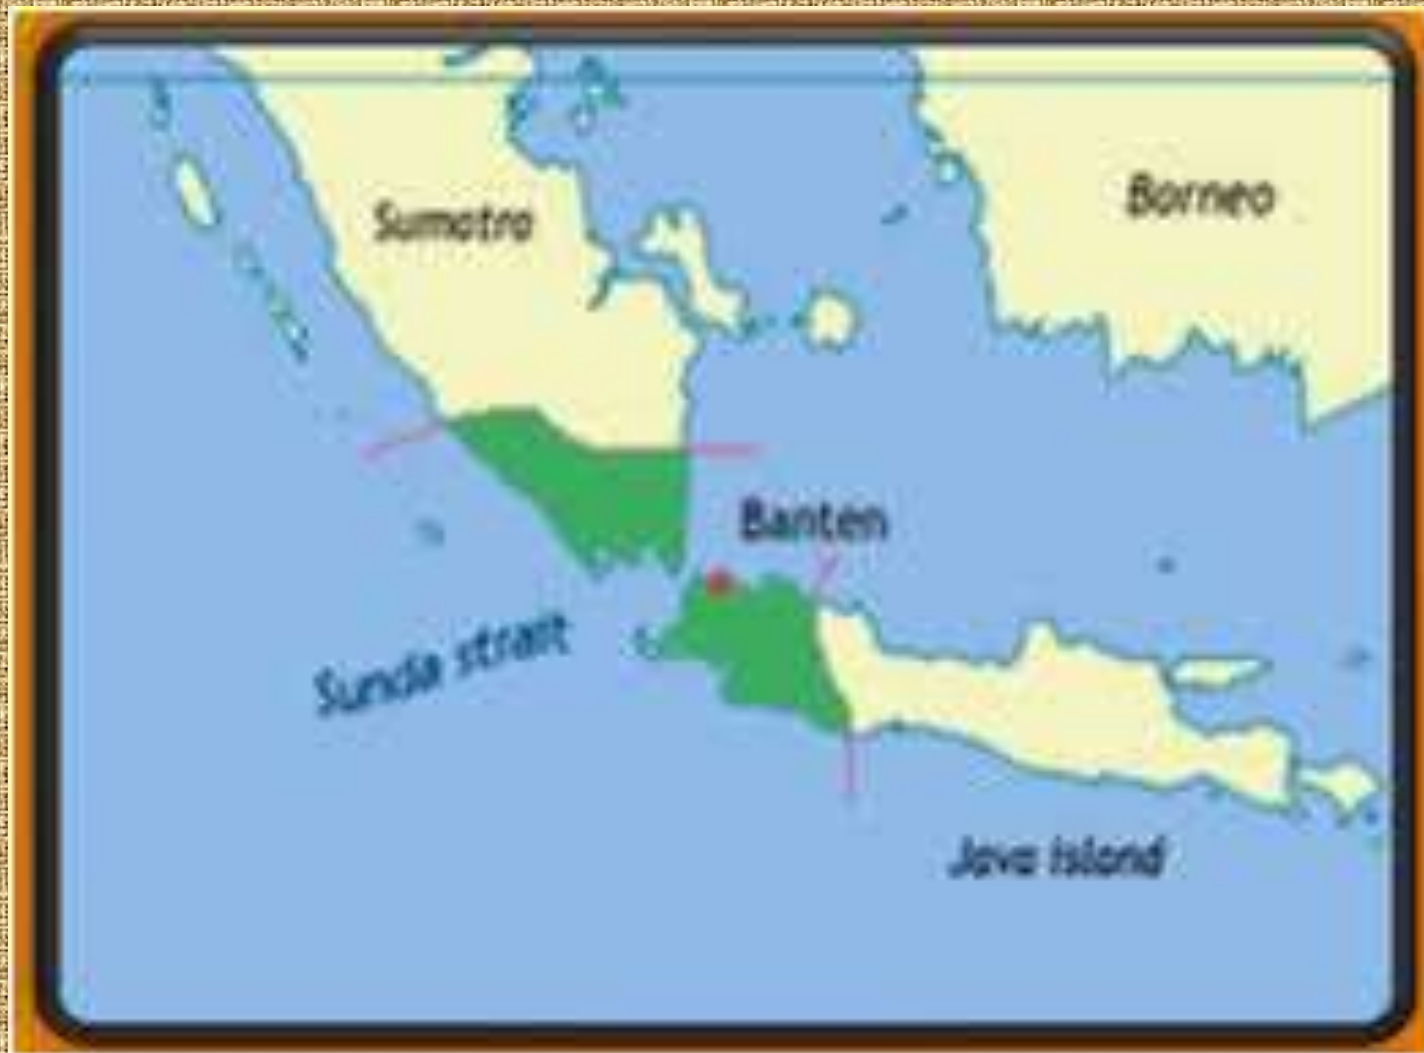 Sumatra
Borneo
Banten
Sunda strait
Java island